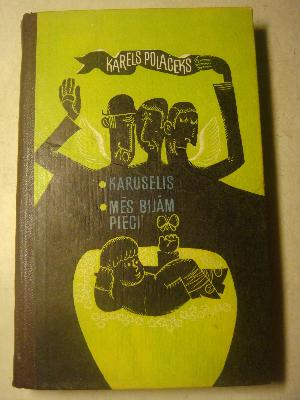 KARELS POLAČEKS
KARUSELIS
MĒS BIJĀM
PIECI